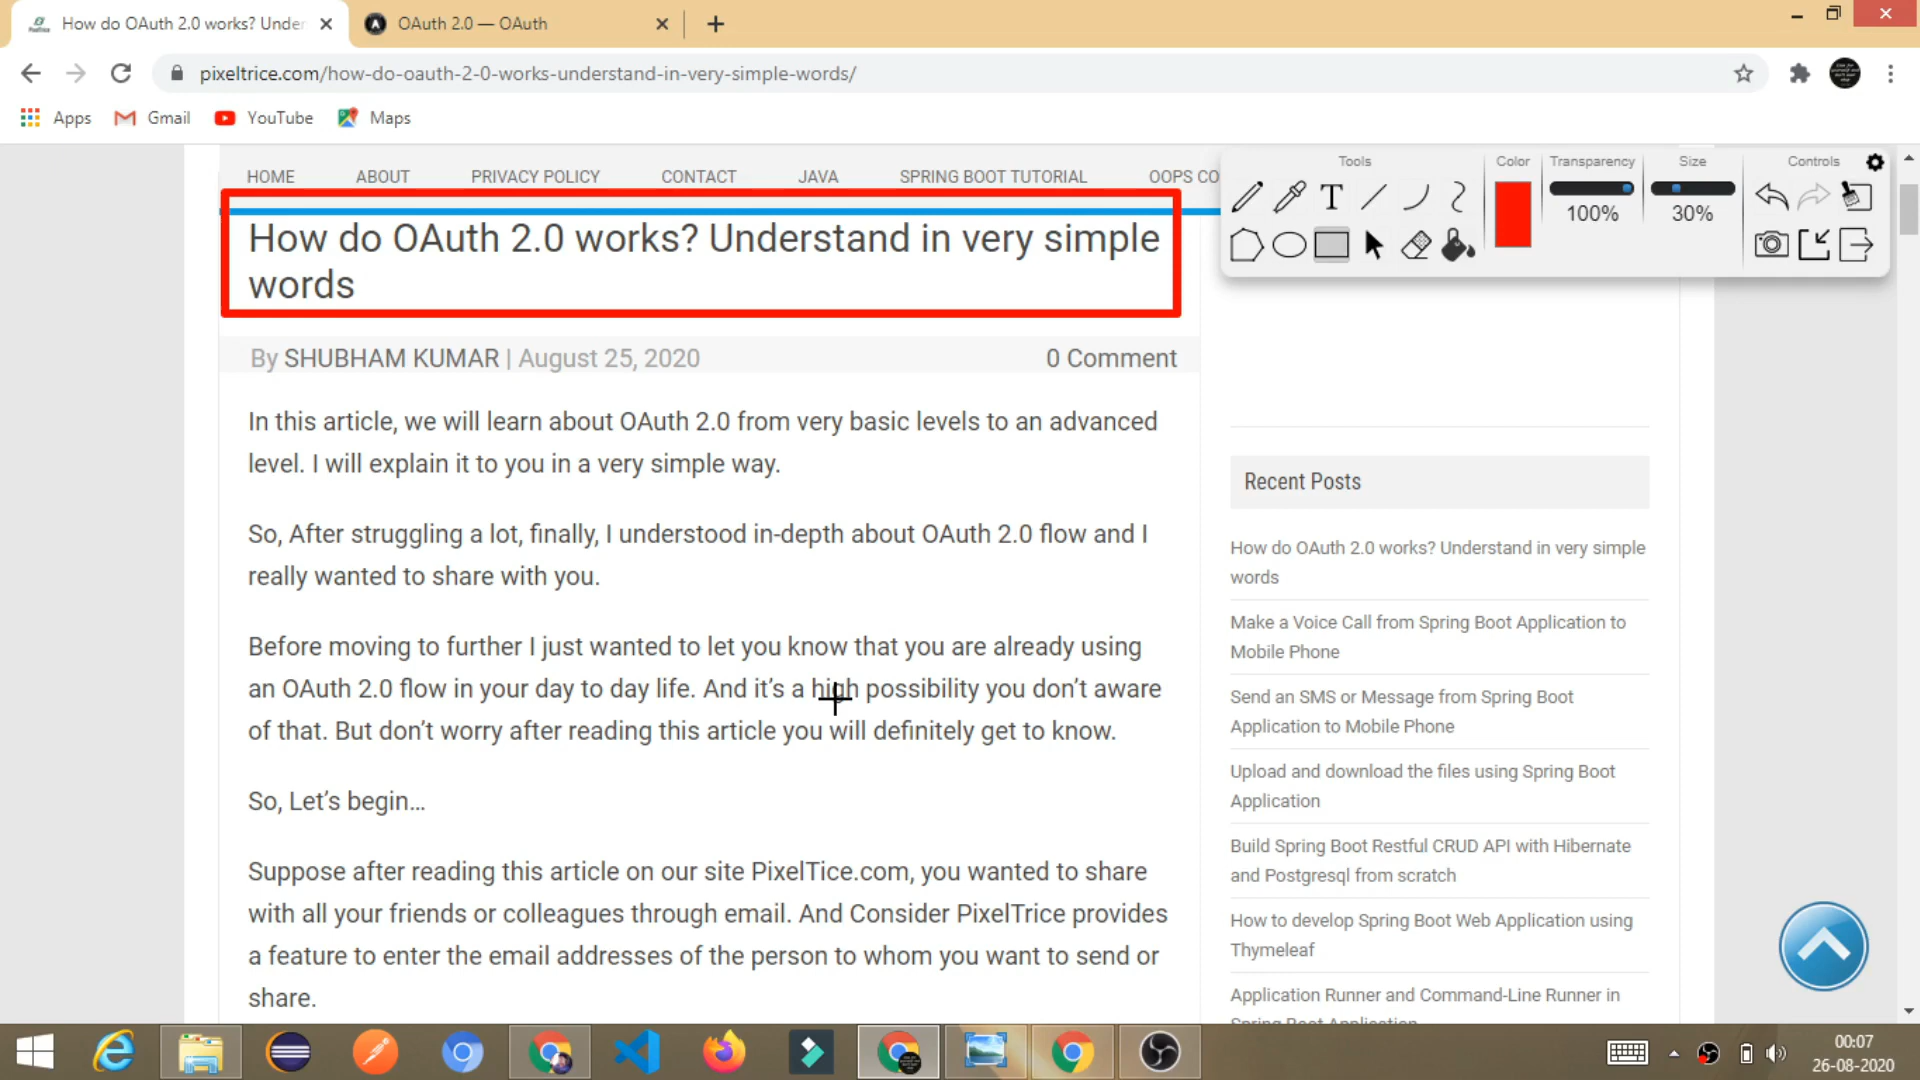 How do OAuth 2.0 works? Under
OAuth 2.0 — OAuth
pixeltrice.com/how-do-oauth-2-0-works-understand-in-very-simple-words/
Apps
Gmail
YouTube
Maps
HOME
ABOUT
PRIVACY POLICY
CONTACT
JAVA
SPRING BOOT TUTORIAL
OOPS CO
Tools
Color
Transparency
Size
Controls
100%
30%
How do OAuth 2.0 works? Understand in very simple
words
By SHUBHAM KUMAR | August 25, 2020
0 Comment
In this article, we will learn about OAuth 2.0 from very basic levels to an advanced
level. I will explain it to you in a very simple way.
So, After struggling a lot, finally, I understood in-depth about OAuth 2.0 flow and I
really wanted to share with you.
Before moving to further I just wanted to let you know that you are already using
an OAuth 2.0 flow in your day to day life. And it's a high possibility you don't aware
of that. But don't worry after reading this article you will definitely get to know.
So, Let's begin…
Suppose after reading this article on our site PixelTice.com, you wanted to share
with all your friends or colleagues through email. And Consider PixelTrice provides
a feature to enter the email addresses of the person to whom you want to send or
share.
Recent Posts
How do OAuth 2.0 works? Understand in very simple
words
Make a Voice Call from Spring Boot Application to
Mobile Phone
Send an SMS or Message from Spring Boot
Application to Mobile Phone
Upload and download the files using Spring Boot
Application
Build Spring Boot Restful CRUD API with Hibernate
and Postgresql from scratch
How to develop Spring Boot Web Application using
Thymeleaf
Application Runner and Command-Line Runner in
Spring Boot Application
00:07
26-08-2020